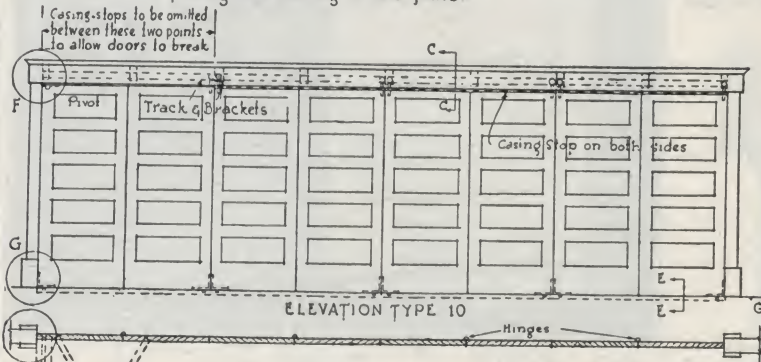 Casing-stops to be omitted
between these two points
to allow doors to break
C
C
F
Pivot
Track & Brackets
Casing Stop on both sides
G
E
E
ELEVATION TYPE 10
G
Hinges